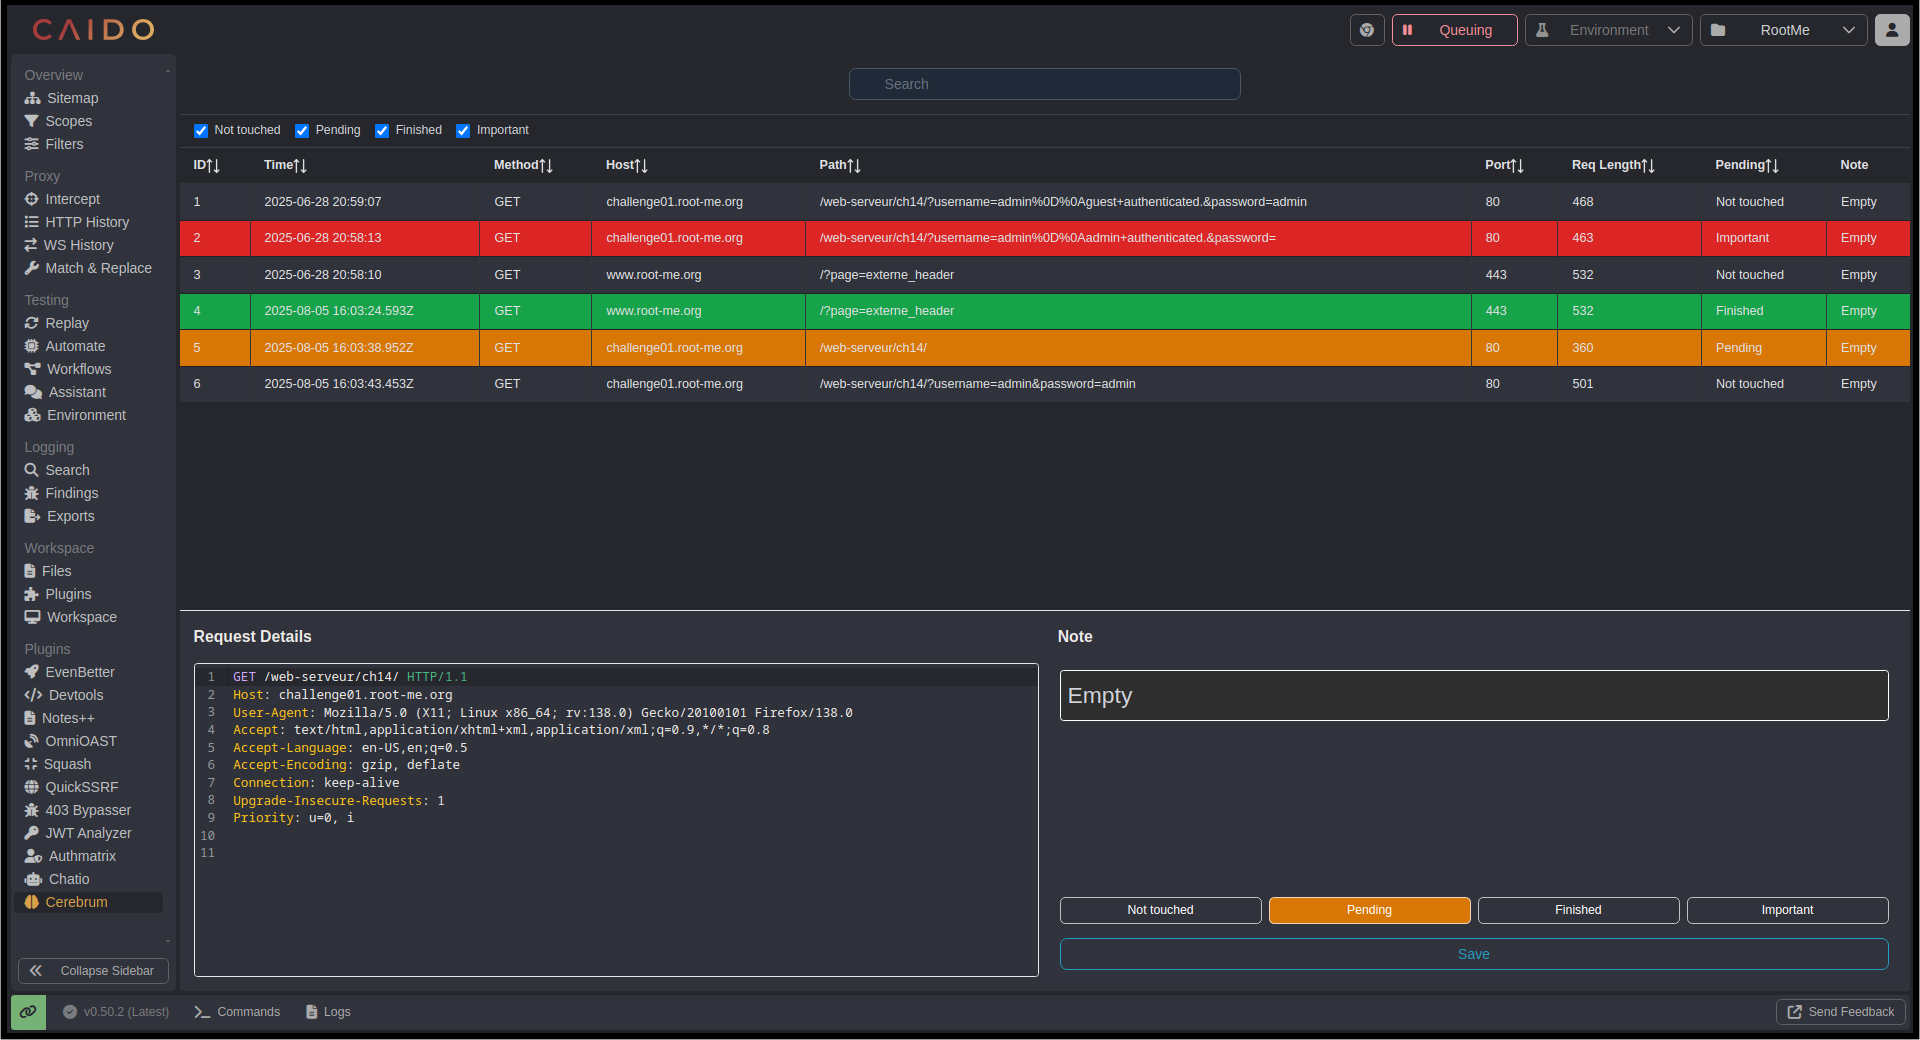 CAIDO
Queuing
Environment
RootMe
Overview
Sitemap
Scopes
Filters
Proxy
Intercept
HTTP History
WS History
Match & Replace
Testing
Replay
Automate
Workflows
Assistant
Environment
Logging
Search
Findings
Exports
Workspace
Files
Plugins
Workspace
Plugins
EvenBetter
Devtools
Notes++
OmniOAST
Squash
QuickSSRF
403 Bypasser
JWT Analyzer
Authmatrix
Chatio
Cerebrum
Collapse Sidebar
Search
Not touched Pending Finished Important
ID Time Method Host Path Port Req Length Pending Note
1 2025-06-28 20:59:07 GET challenge01.root-me.org /web-serveur/ch14/?username=admin%0D%0Aguest+authenticated.&password=admin 80 468 Not touched Empty
2 2025-06-28 20:58:13 GET challenge01.root-me.org /web-serveur/ch14/?username=admin%0D%0Aadmin+authenticated.&password= 80 463 Important Empty
3 2025-06-28 20:58:10 GET www.root-me.org /?page=externe_header 443 532 Not touched Empty
4 2025-08-05 16:03:24.593Z GET www.root-me.org /?page=externe_header 443 532 Finished Empty
5 2025-08-05 16:03:38.952Z GET challenge01.root-me.org /web-serveur/ch14/ 80 360 Pending Empty
6 2025-08-05 16:03:43.453Z GET challenge01.root-me.org /web-serveur/ch14/?username=admin&password=admin 80 501 Not touched Empty
Request Details
1 GET /web-serveur/ch14/ HTTP/1.1
2 Host: challenge01.root-me.org
3 User-Agent: Mozilla/5.0 (X11; Linux x86_64; rv:138.0) Gecko/20100101 Firefox/138.0
4 Accept: text/html,application/xhtml+xml,application/xml;q=0.9,*/*;q=0.8
5 Accept-Language: en-US,en;q=0.5
6 Accept-Encoding: gzip, deflate
7 Connection: keep-alive
8 Upgrade-Insecure-Requests: 1
9 Priority: u=0, i
10
11
Note
Empty
Not touched Pending Finished Important
Save
v0.50.2 (Latest) Commands Logs Send Feedback